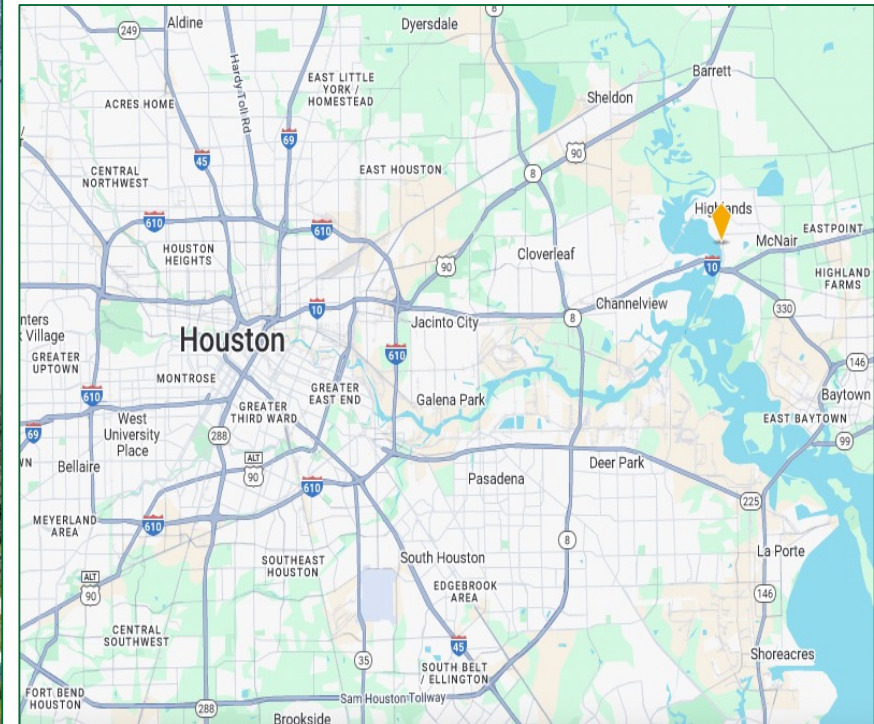 8
Dyersdale
Aldine
249
Hardy Toll Rd
EAST LITTLE
YORK /
HOMESTEAD
Barrett
Sheldon
ACRES HOME
69
45
90
EAST HOUSTON
8
CENTRAL
NORTHWEST
Highlands
610
610
EASTPOINT
McNair
HOUSTON
HEIGHTS
Cloverleaf
90
10
HIGHLAND
FARMS
Channelview
10
330
Jacinto City
8
Village
Houston
610
GREATER
UPTOWN
146
MONTROSE
GREATER
EAST END
Baytown
610
Galena Park
GREATER
THIRD WARD
West
University
Place
EAST BAYTOWN
69
288
99
ALT
90
Bellaire
Deer Park
610
Pasadena
225
MEYERLAND
AREA
610
8
La Porte
SOUTHEAST
HOUSTON
South Houston
ALT
90
EDGEBROOK
AREA
146
CENTRAL
SOUTHWEST
45
Shoreacres
35
SOUTH BELT
/ ELLINGTON
FORT BEND
HOUSTON
Sam Houston Tollway
288
Brookside